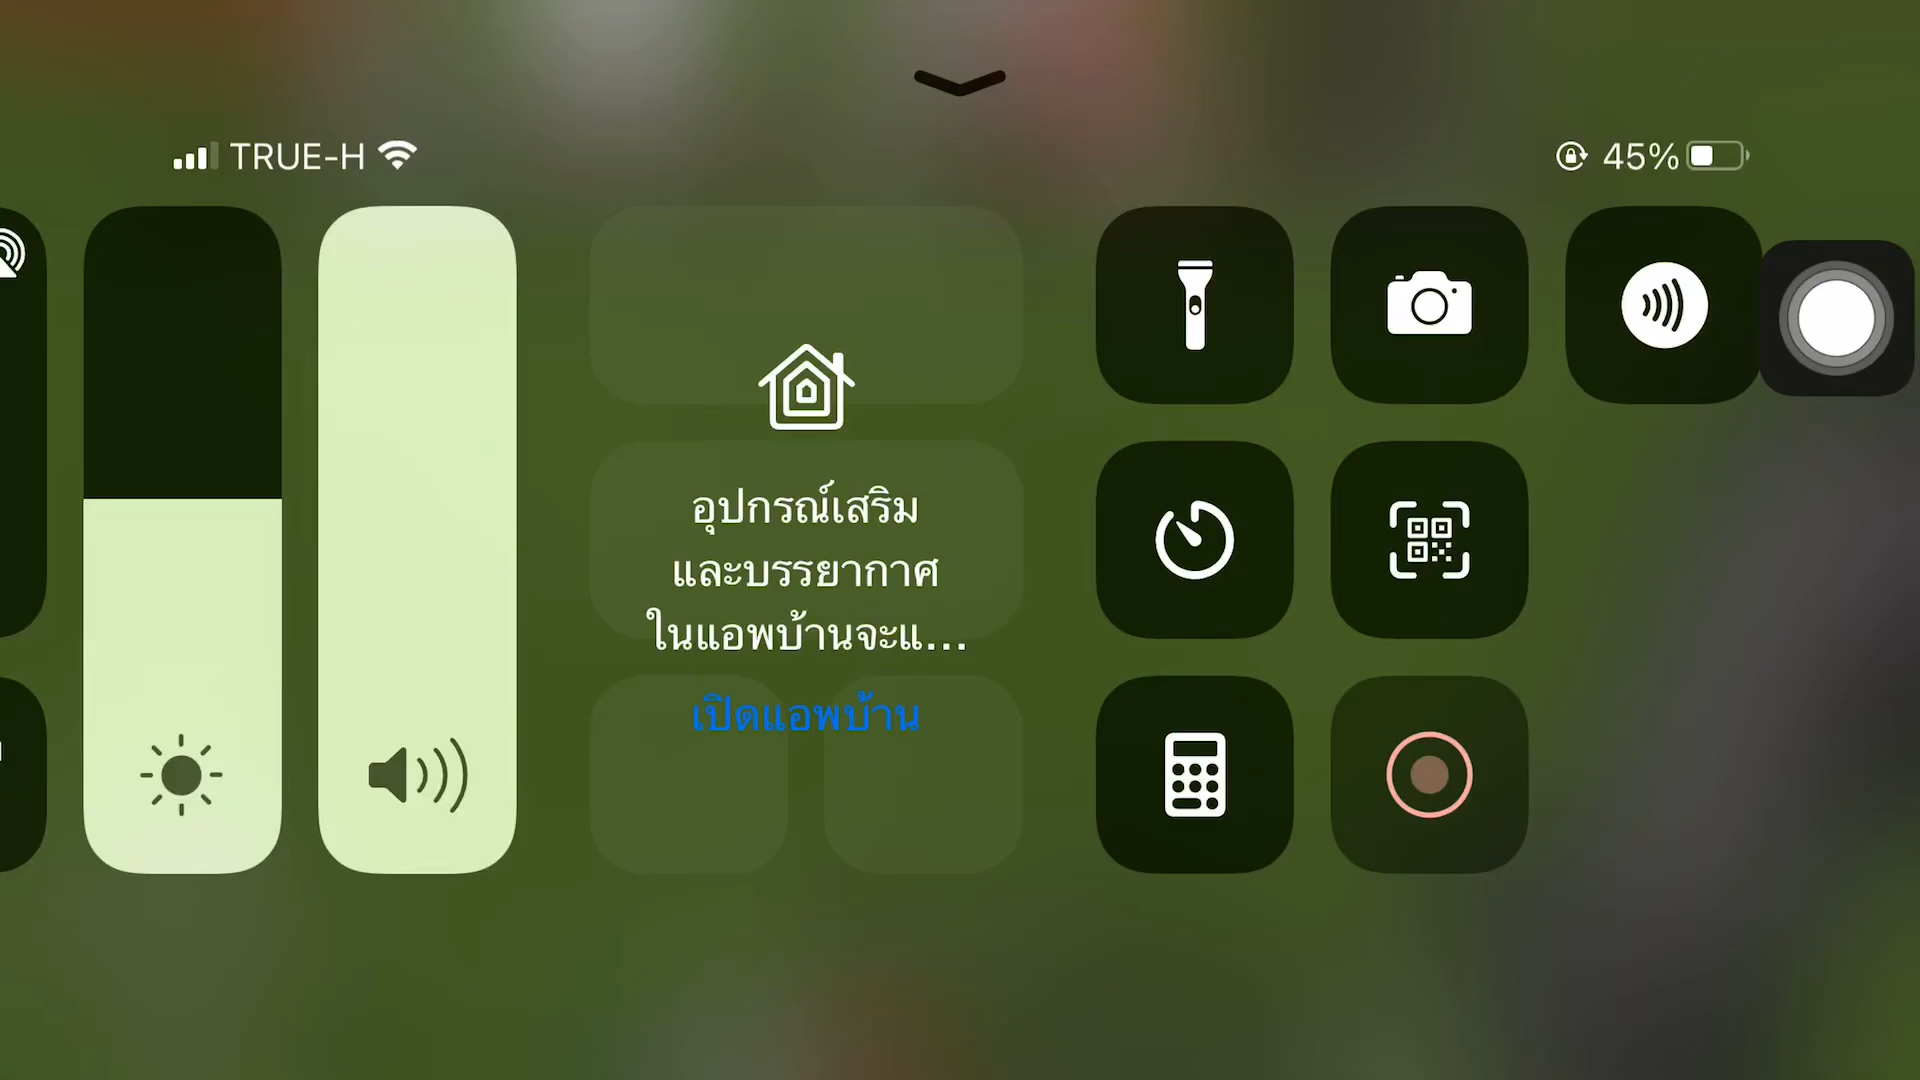 TRUE-H
45%
อุปกรณ์เสริม
และบรรยากาศ
ในแอพบ้านจะแ...
เปิดแอพบ้าน